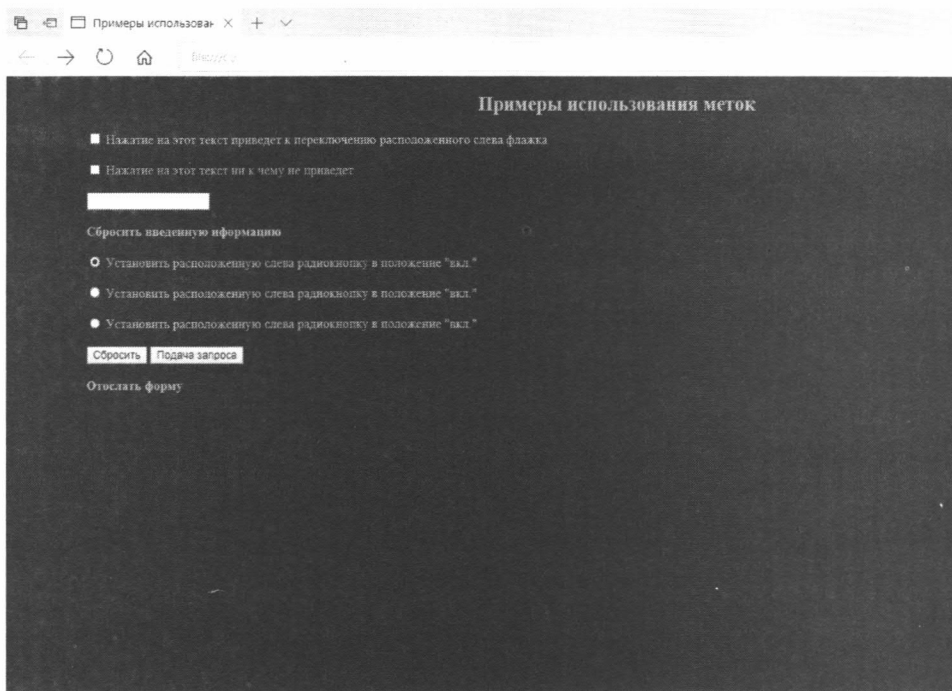 Примеры использован
Примеры использования меток
Нажатие на этот текст приведет к переключению расположенного слева флажка
Нажатие на этот текст ни к чему не приведет
Сбросить введенную иформацию
Установить расположенную слева радиокнопку в положение "вкл."
Установить расположенную слева радиокнопку в положение "вкл."
Установить расположенную слева радиокнопку в положение "вкл."
Сбросить Подача запроса
Отослать форму